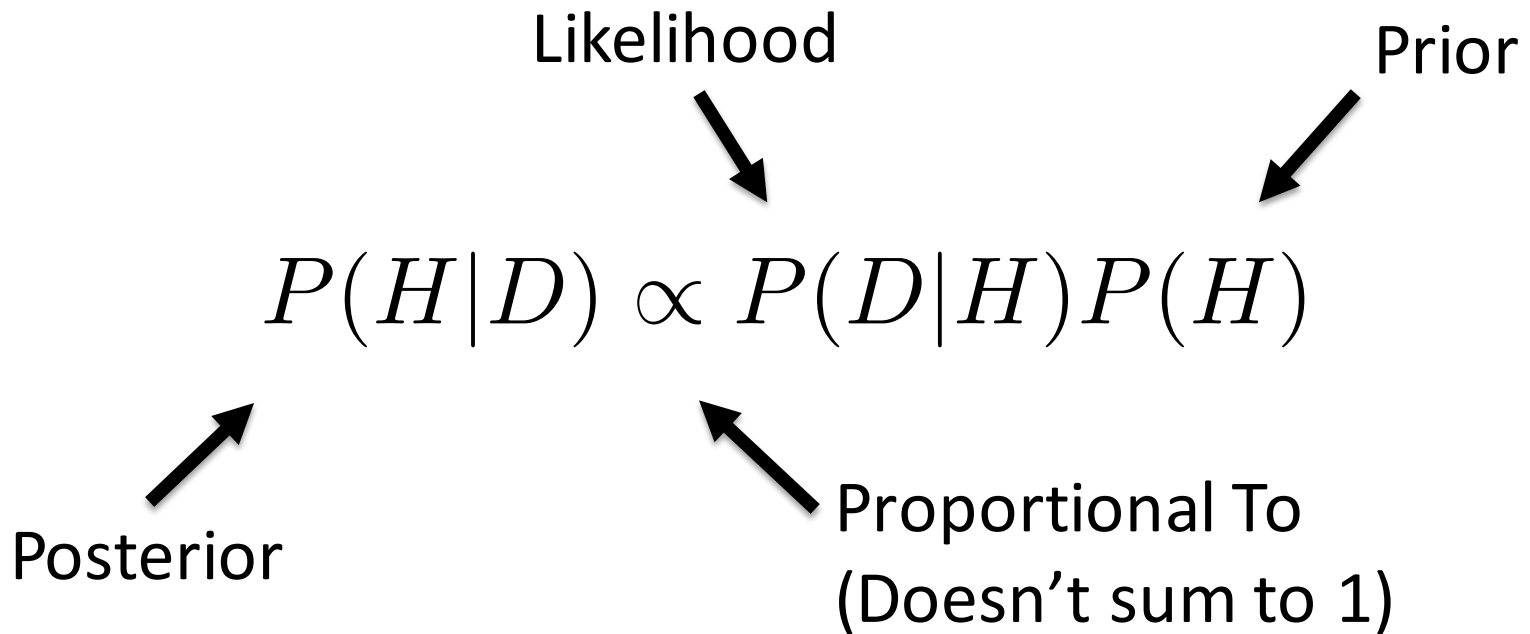 Likelihood
Prior
P(H|D) ∝ P(D|H)P(H)
Posterior
Proportional To
(Doesn’t sum to 1)